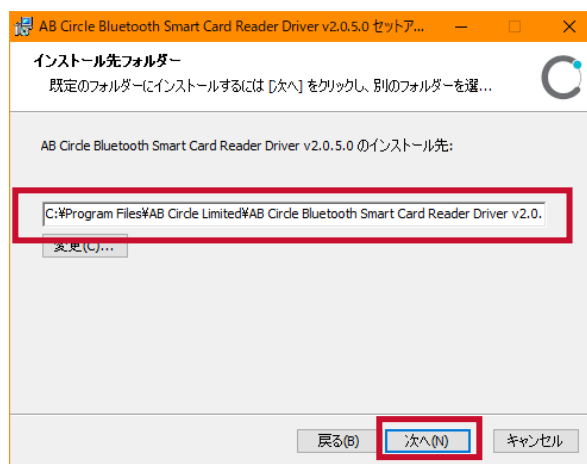 AB Circle Bluetooth Smart Card Reader Driver v2.0.5.0 セットア...
インストール先フォルダー
既定のフォルダーにインストールするには [次へ] をクリックし、別のフォルダーを選...
AB Circle Bluetooth Smart Card Reader Driver v2.0.5.0 のインストール先:
C:¥Program Files¥AB Circle Limited¥AB Circle Bluetooth Smart Card Reader Driver v2.0.
変更(C)...
戻る(B) 次へ(N) キャンセル